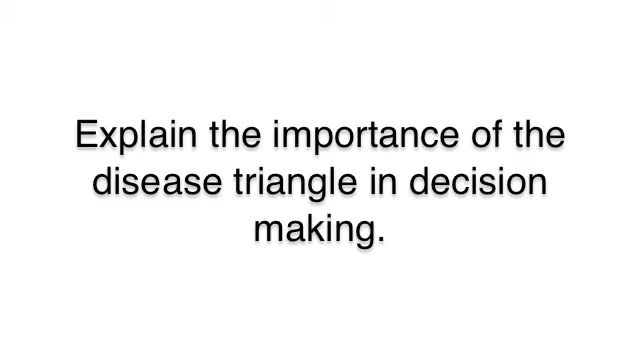 Explain the importance of the
disease triangle in decision
making.